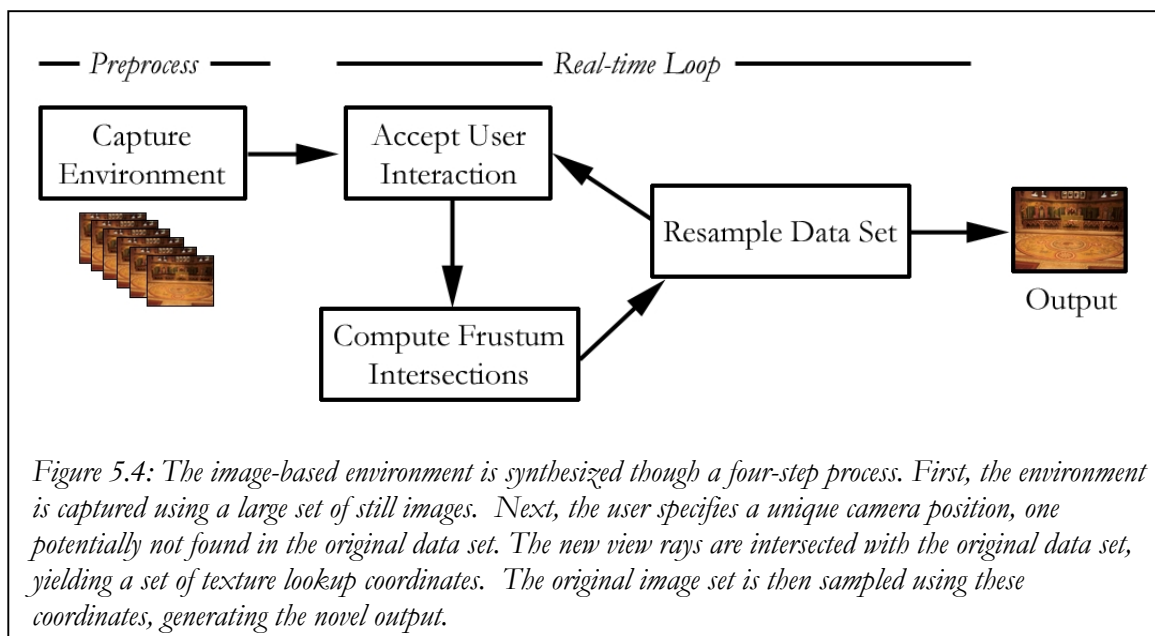 Preprocess
Real-time Loop
Capture
Environment
Accept User
Interaction
Resample Data Set
Output
Compute Frustum
Intersections
Figure 5.4: The image-based environment is synthesized though a four-step process. First, the environment
is captured using a large set of still images. Next, the user specifies a unique camera position, one
potentially not found in the original data set. The new view rays are intersected with the original data set,
yielding a set of texture lookup coordinates. The original image set is then sampled using these
coordinates, generating the novel output.